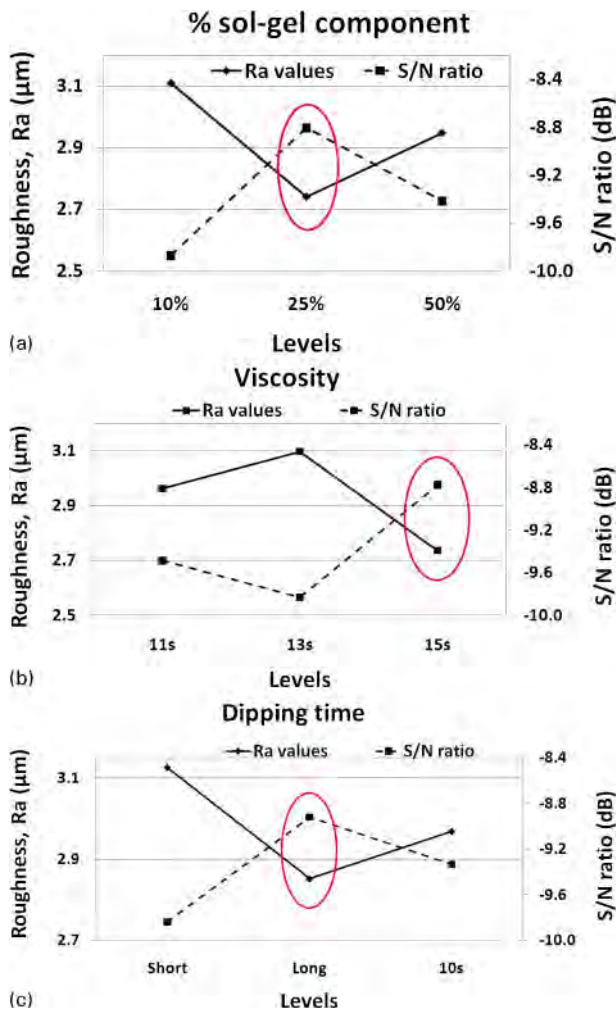 % sol-gel component
Ra values S/N ratio
Roughness, Ra (μm)
3.1
2.9
2.7
2.5
-8.4
-8.8
-9.2
-9.6
-10.0
S/N ratio (dB)
10% 25% 50%
(a) Levels
Viscosity
Ra values S/N ratio
Roughness, Ra (μm)
3.1
2.9
2.7
2.5
-8.4
-8.8
-9.2
-9.6
-10.0
S/N ratio (dB)
11s 13s 15s
(b) Levels
Dipping time
Ra values S/N ratio
Roughness, Ra (μm)
3.1
2.9
2.7
-8.4
-8.8
-9.2
-9.6
-10.0
S/N ratio (dB)
Short Long 10s
(c) Levels